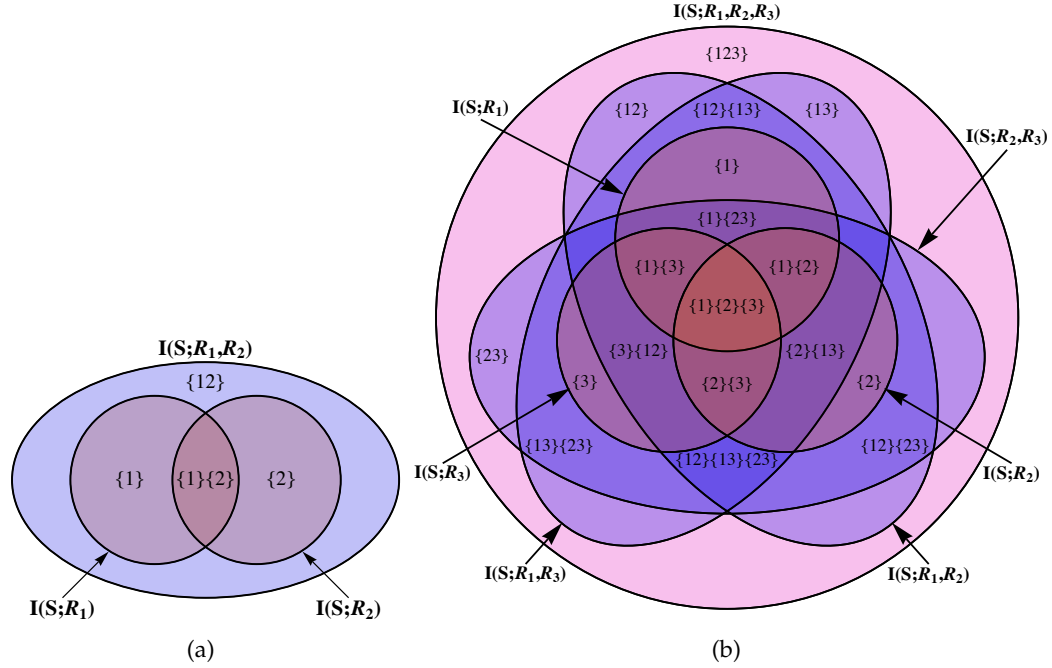 I(S;R₁,R₂)
{12}
{1}
{1}{2}
{2}
I(S;R₁)
I(S;R₂)
(a)
I(S;R₁,R₂,R₃)
{123}
I(S;R₁)
{12}
{12}{13}
{13}
I(S;R₂,R₃)
{1}
{1}{23}
{1}{3}
{1}{2}
{1}{2}{3}
{23}
{3}{12}
{2}{13}
{3}
{2}{3}
{2}
{13}{23}
{12}{13}{23}
{12}{23}
I(S;R₃)
I(S;R₂)
I(S;R₁,R₃)
I(S;R₁,R₂)
(b)